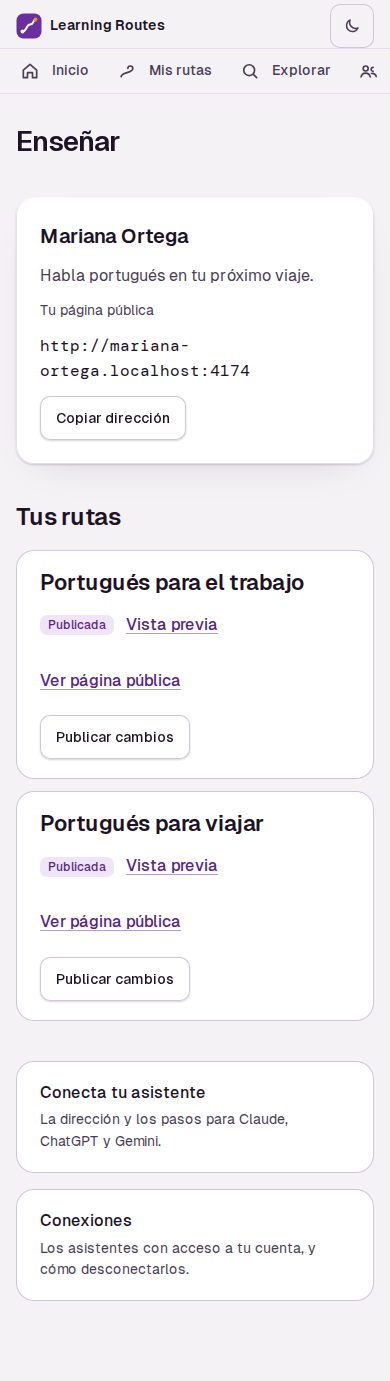 Learning Routes
Inicio
Mis rutas
Explorar
Enseñar
Mariana Ortega
Habla portugués en tu próximo viaje.
Tu página pública
http://mariana-
ortega.localhost:4174
Copiar dirección
Tus rutas
Portugués para el trabajo
Publicada
Vista previa
Ver página pública
Publicar cambios
Portugués para viajar
Publicada
Vista previa
Ver página pública
Publicar cambios
Conecta tu asistente
La dirección y los pasos para Claude,
ChatGPT y Gemini.
Conexiones
Los asistentes con acceso a tu cuenta, y
cómo desconectarlos.